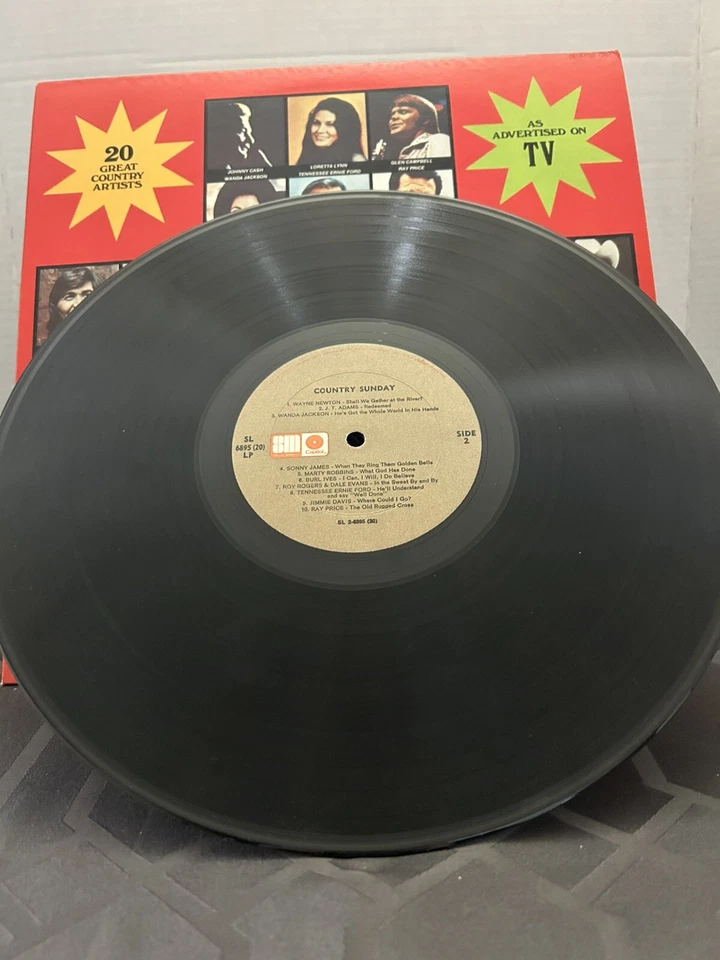 20
GREAT
COUNTRY
ARTISTS
AS
ADVERTISED ON
TV
JOHNNY CASH
LORETTA LYNN
GLEN CAMPBELL
WANDA JACKSON
TENNESSEE ERNIE FORD
RAY PRICE
COUNTRY SUNDAY
1. WAYNE NEWTON - Shall We Gather at the River?
2. J. T. ADAMS - Redeemed
3. WANDA JACKSON - He's Got the Whole World in His Hands
SL
6895 (20)
LP
SM
Capitol
SIDE
2
4. SONNY JAMES - When They Ring Them Golden Bells
5. MARTY ROBBINS - What God Has Done
6. BURL IVES - I Can, I Will, I Do Believe
7. ROY ROGERS & DALE EVANS - In the Sweet By and By
8. TENNESSEE ERNIE FORD - He'll Understand
and say "Well Done"
9. JIMMIE DAVIS - Where Could I Go?
10. RAY PRICE - The Old Rugged Cross
SL 2-6895 (20)